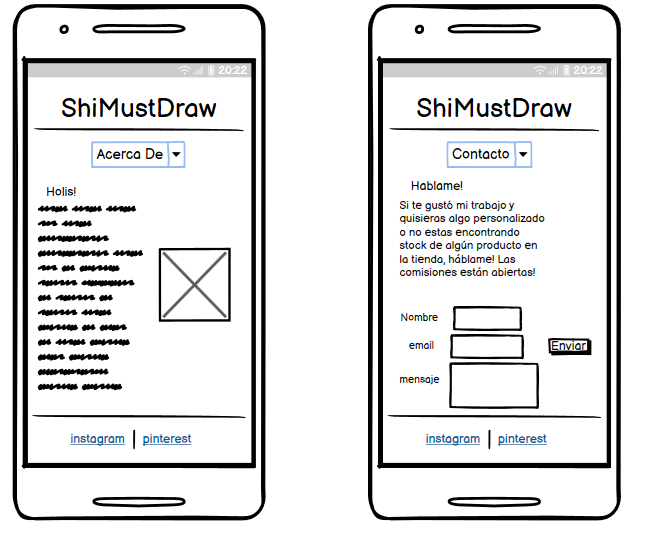 20:22
ShiMustDraw
Acerca De
Holis!
instagram
pinterest
20:22
ShiMustDraw
Contacto
Hablame!
Si te gustó mi trabajo y
quisieras algo personalizado
o no estas encontrando
stock de algún producto en
la tienda, háblame! Las
comisiones están abiertas!
Nombre
email
Enviar
mensaje
instagram
pinterest